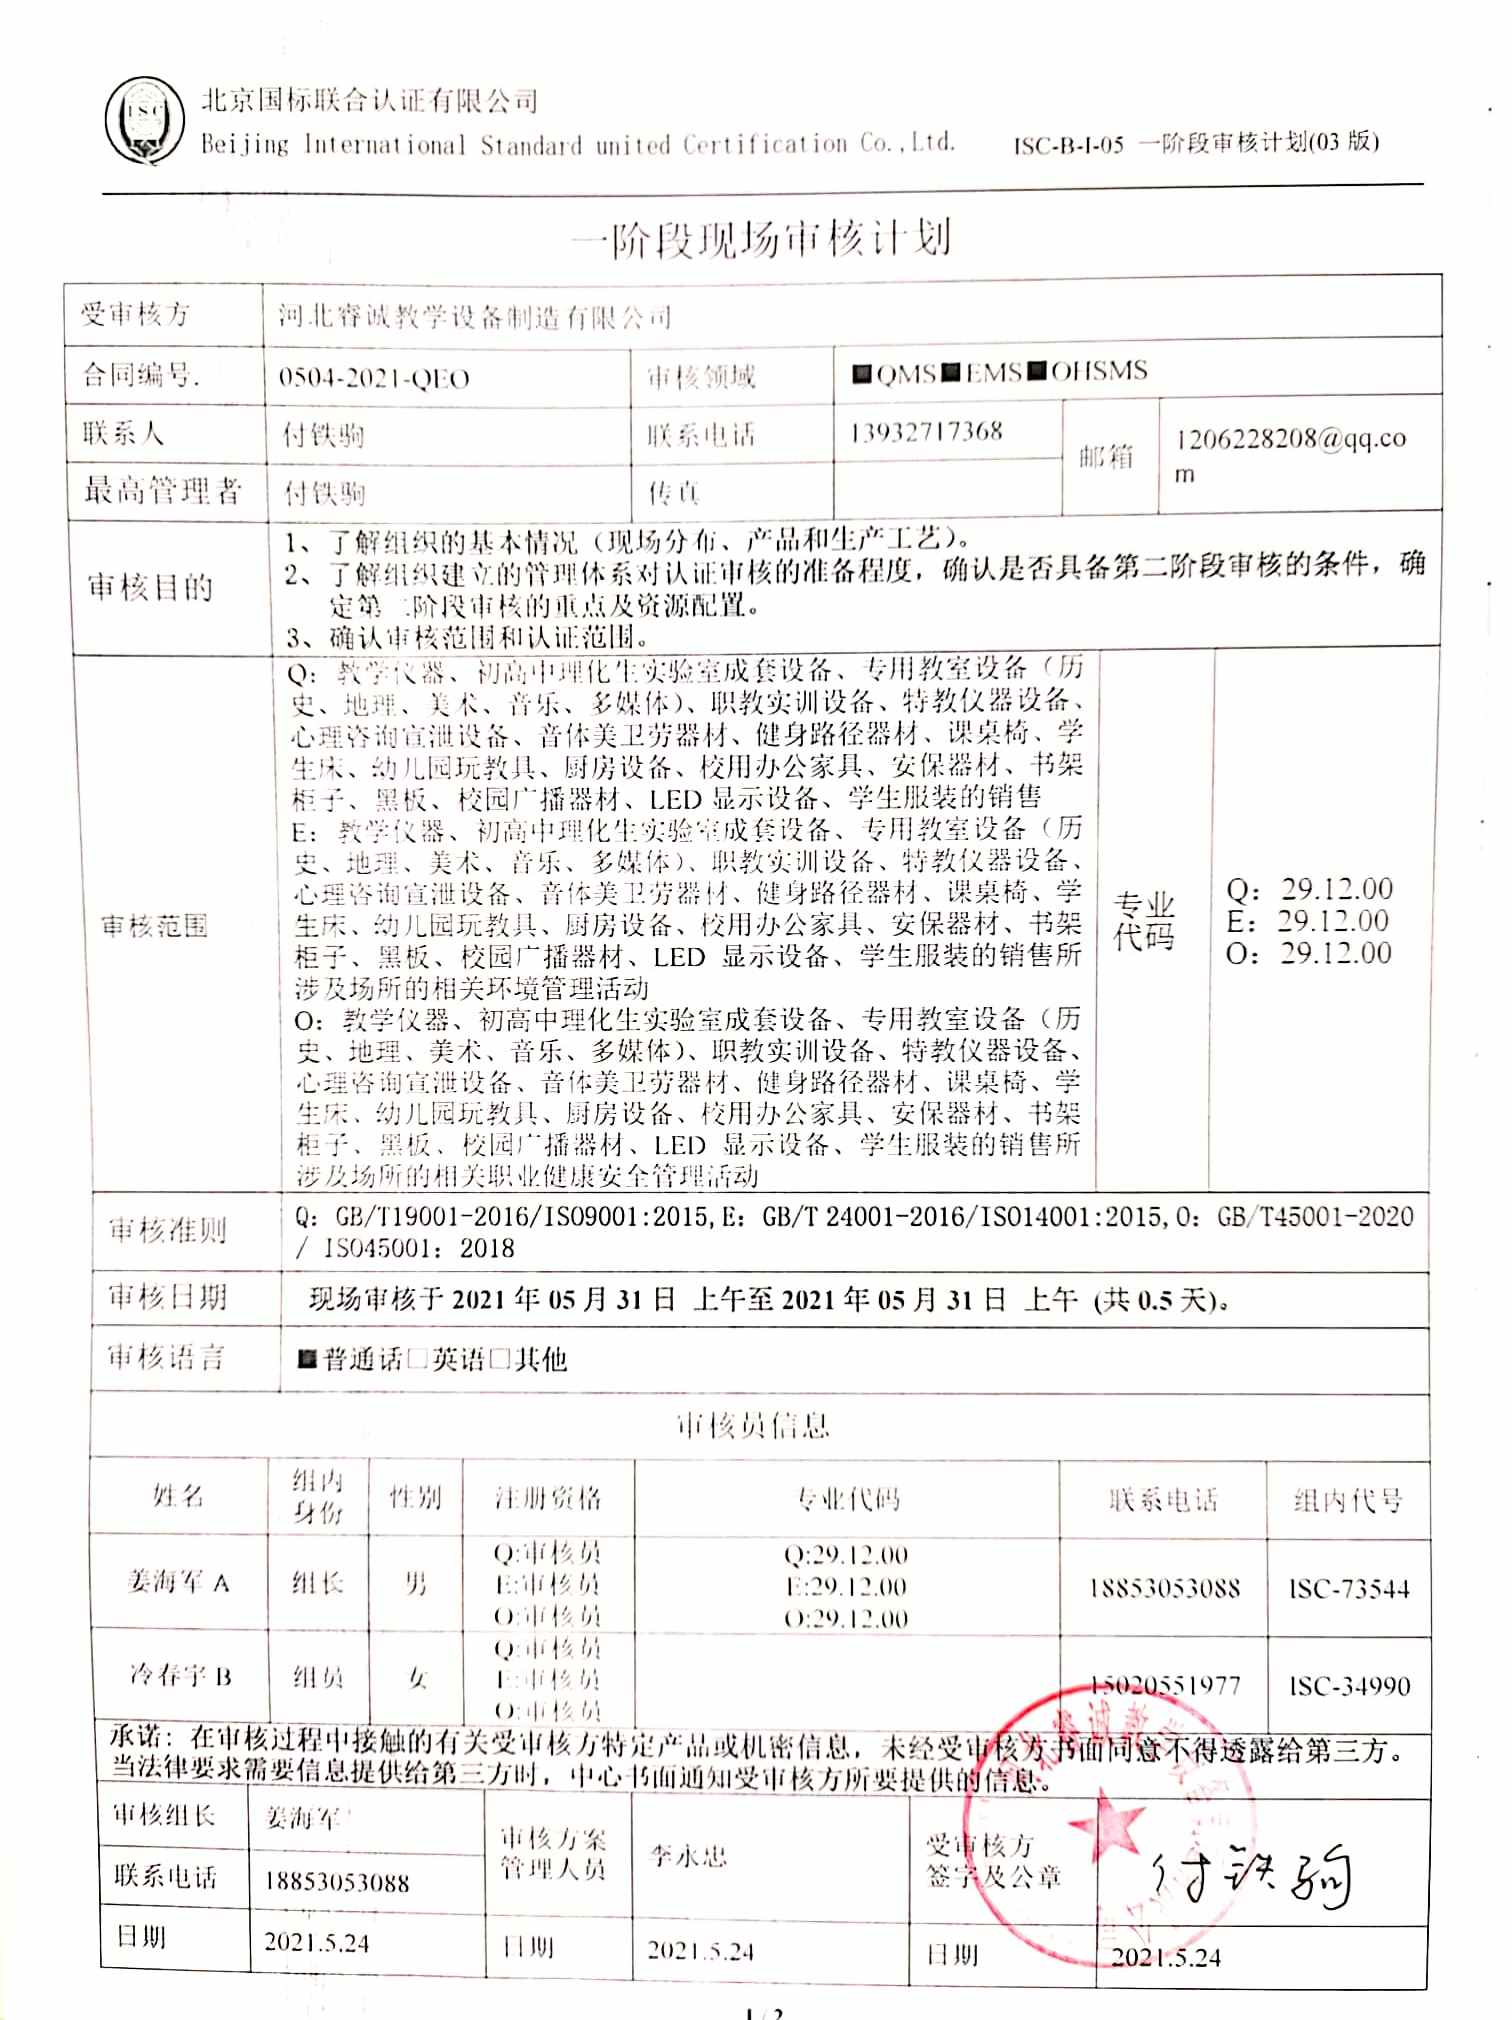 北京国标联合认证有限公司
Beijing International Standard united Certification Co.,Ltd. ISC-B-I-05 一阶段审核计划(03 版)
一阶段现场审核计划
受审核方 河北睿诚教学设备制造有限公司
合同编号. 0504-2021-QEO 审核领域 ■QMS■EMS■OHSMS
联系人 付铁驹 联系电话 13932717368 邮箱 1206228208@qq.co
m
最高管理者 付铁驹 传真
审核目的
1、了解组织的基本情况（现场分布、产品和生产工艺）。
2、了解组织建立的管理体系对认证审核的准备程度，确认是否具备第二阶段审核的条件，确
定第二阶段审核的重点及资源配置。
3、确认审核范围和认证范围。
审核范围
Q：教学仪器、初高中理化生实验室成套设备、专用教室设备（历
史、地理、美术、音乐、多媒体）、职教实训设备、特教仪器设备、
心理咨询宣泄设备、音体美卫劳器材、健身路径器材、课桌椅、学
生床、幼儿园玩教具、厨房设备、校用办公家具、安保器材、书架
柜子、黑板、校园广播器材、LED 显示设备、学生服装的销售
E：教学仪器、初高中理化生实验室成套设备、专用教室设备（历
史、地理、美术、音乐、多媒体）、职教实训设备、特教仪器设备、
心理咨询宣泄设备、音体美卫劳器材、健身路径器材、课桌椅、学
生床、幼儿园玩教具、厨房设备、校用办公家具、安保器材、书架
柜子、黑板、校园广播器材、LED 显示设备、学生服装的销售所
涉及场所的相关环境管理活动
O：教学仪器、初高中理化生实验室成套设备、专用教室设备（历
史、地理、美术、音乐、多媒体）、职教实训设备、特教仪器设备、
心理咨询宣泄设备、音体美卫劳器材、健身路径器材、课桌椅、学
生床、幼儿园玩教具、厨房设备、校用办公家具、安保器材、书架
柜子、黑板、校园广播器材、LED 显示设备、学生服装的销售所
涉及场所的相关职业健康安全管理活动
专业
代码
Q：29.12.00
E：29.12.00
O：29.12.00
审核准则
Q：GB/T19001-2016/ISO9001:2015,E：GB/T 24001-2016/ISO14001:2015,O：GB/T45001-2020
/ ISO45001：2018
审核日期 现场审核于 2021 年 05 月 31 日 上午至 2021 年 05 月 31 日 上午 (共 0.5 天)。
审核语言 ■普通话□英语□其他
审核员信息
姓名 组内身份 性别 注册资格 专业代码 联系电话 组内代号
姜海军 A 组长 男
Q:审核员
E:审核员
O:审核员
Q:29.12.00
E:29.12.00
O:29.12.00
18853053088 ISC-73544
冷春宇 B 组员 女
Q:审核员
E:审核员
O:审核员
15020551977 ISC-34990
承诺：在审核过程中接触的有关受审核方特定产品或机密信息，未经受审核方书面同意不得透露给第三方。
当法律要求需要信息提供给第三方时，中心书面通知受审核方所要提供的信息。
审核组长 姜海军
联系电话 18853053088
审核方案
管理人员
李永忠
受审核方
签字及公章
付铁驹
日期 2021.5.24 日期 2021.5.24 日期 2021.5.24
1 / 2